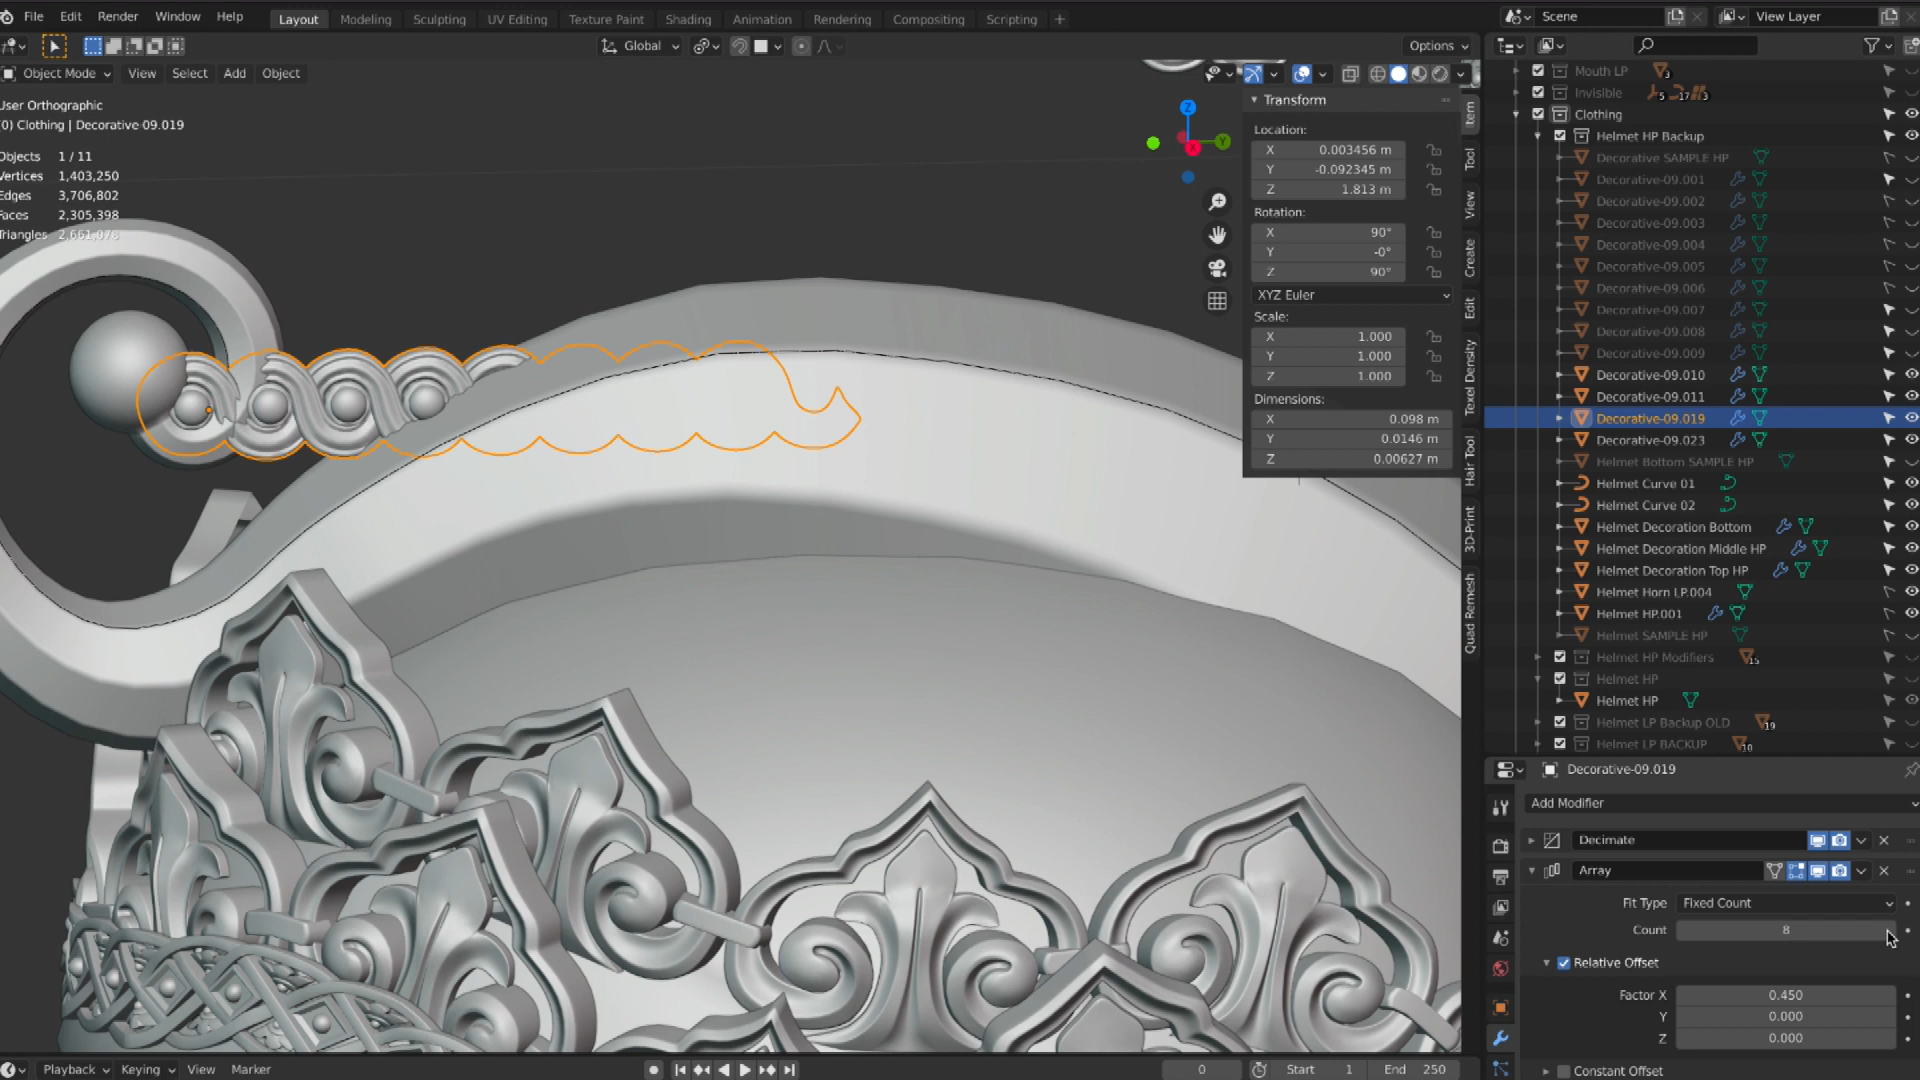 File Edit Render Window Help Layout Modeling Sculpting UV Editing Texture Paint Shading Animation Rendering Compositing Scripting + Scene View Layer
Global Options
Object Mode View Select Add Object
User Orthographic
(0) Clothing | Decorative-09.019
Objects 1 / 11
Vertices 1,403,250
Edges 3,706,802
Faces 2,305,398
Triangles 2,661,078
Z
Y
X
Transform
Location:
X 0.003456 m
Y -0.092345 m
Z 1.813 m
Rotation:
X 90°
Y -0°
Z 90°
XYZ Euler
Scale:
X 1.000
Y 1.000
Z 1.000
Dimensions:
X 0.098 m
Y 0.0146 m
Z 0.00627 m
Item
Tool
View
Create
Edit
Texel Density
Hair Tool
3D-Print
Quad Remesh
Mouth LP 3
Invisible 5 17 3
Clothing
Helmet HP Backup
Decorative SAMPLE HP
Decorative-09.001
Decorative-09.002
Decorative-09.003
Decorative-09.004
Decorative-09.005
Decorative-09.006
Decorative-09.007
Decorative-09.008
Decorative-09.009
Decorative-09.010
Decorative-09.011
Decorative-09.019
Decorative-09.023
Helmet Bottom SAMPLE HP
Helmet Curve 01
Helmet Curve 02
Helmet Decoration Bottom
Helmet Decoration Middle HP
Helmet Decoration Top HP
Helmet Horn LP.004
Helmet HP.001
Helmet SAMPLE HP
Helmet HP Modifiers 15
Helmet HP
Helmet HP
Helmet LP Backup OLD 19
Helmet LP BACKUP 10
Decorative-09.019
Add Modifier
Decimate
Array
Fit Type Fixed Count
Count 8
Relative Offset
Factor X 0.450
Y 0.000
Z 0.000
Constant Offset
Playback Keying View Marker 0 Start 1 End 250